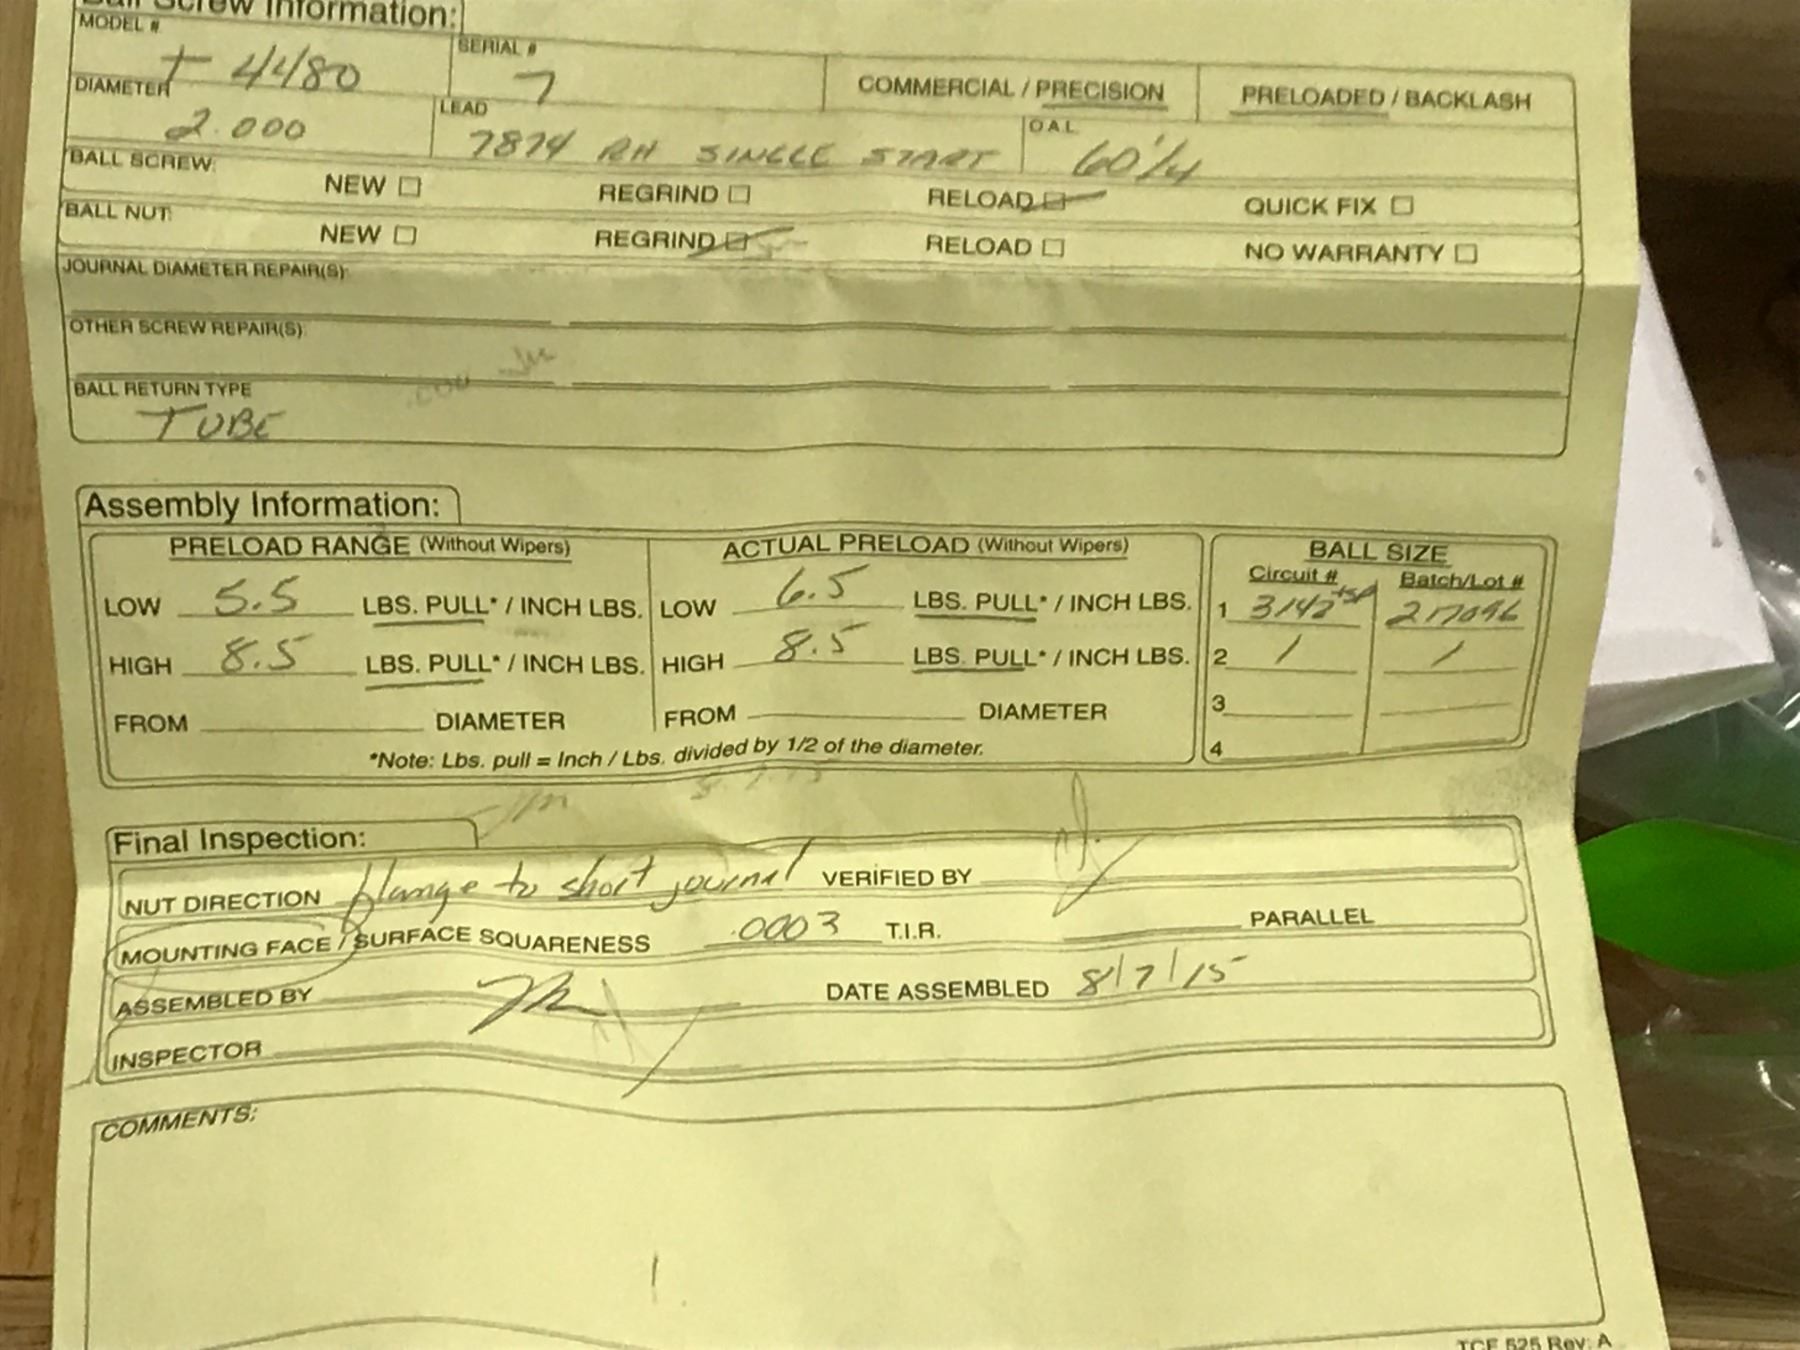 Ball Screw Information:
MODEL # SERIAL #
T 4480 7 COMMERCIAL / PRECISION PRELOADED / BACKLASH
DIAMETER LEAD OAL
2.000 7874 RH SINGLE START 60 1/4
BALL SCREW: NEW REGRIND RELOAD QUICK FIX
BALL NUT: NEW REGRIND RELOAD NO WARRANTY
JOURNAL DIAMETER REPAIR(S):
OTHER SCREW REPAIR(S):
BALL RETURN TYPE
TUBE
Assembly Information:
PRELOAD RANGE (Without Wipers)
LOW 5.5 LBS. PULL* / INCH LBS.
HIGH 8.5 LBS. PULL* / INCH LBS.
FROM DIAMETER
ACTUAL PRELOAD (Without Wipers)
LOW 6.5 LBS. PULL* / INCH LBS.
HIGH 8.5 LBS. PULL* / INCH LBS.
FROM DIAMETER
*Note: Lbs. pull = Inch / Lbs. divided by 1/2 of the diameter.
BALL SIZE
Circuit # Batch/Lot #
1 3142 217096
2 / /
3
4
Final Inspection:
NUT DIRECTION flange to short journal VERIFIED BY
MOUNTING FACE / SURFACE SQUARENESS .0003 T.I.R. PARALLEL
ASSEMBLED BY DATE ASSEMBLED 8/7/15
INSPECTOR
COMMENTS:
TCF 525 Rev: A